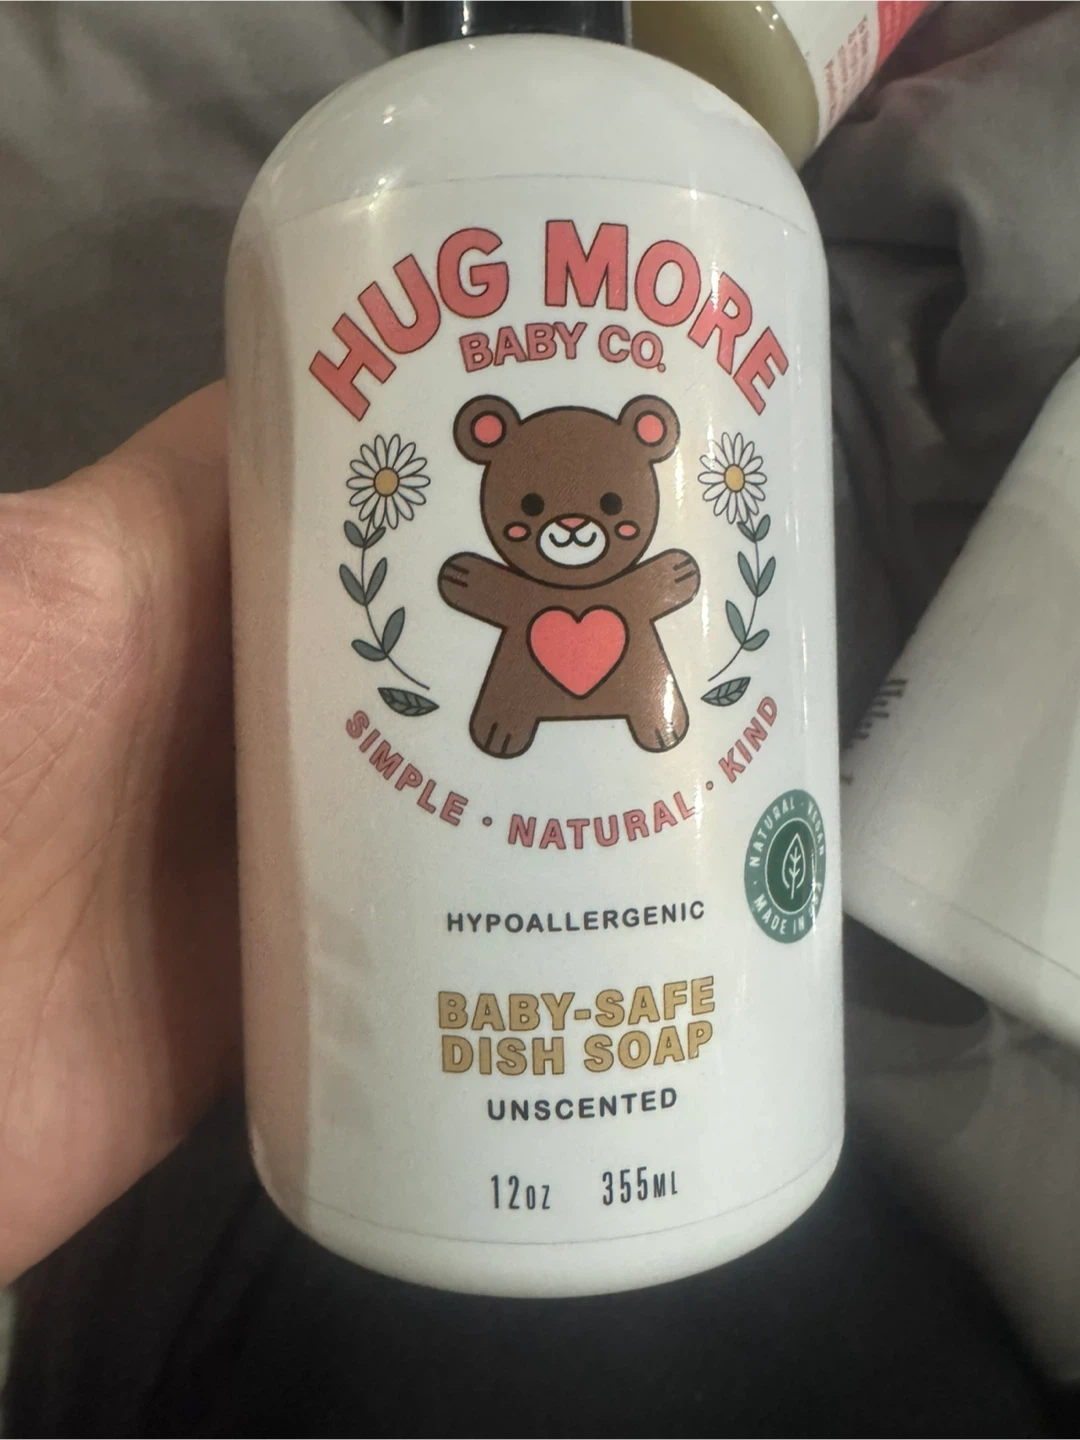 HUG MORE
BABY CO.
SIMPLE · NATURAL · KIND
NATURAL · VEGAN · MADE IN
HYPOALLERGENIC
BABY-SAFE
DISH SOAP
UNSCENTED
12oz 355ML